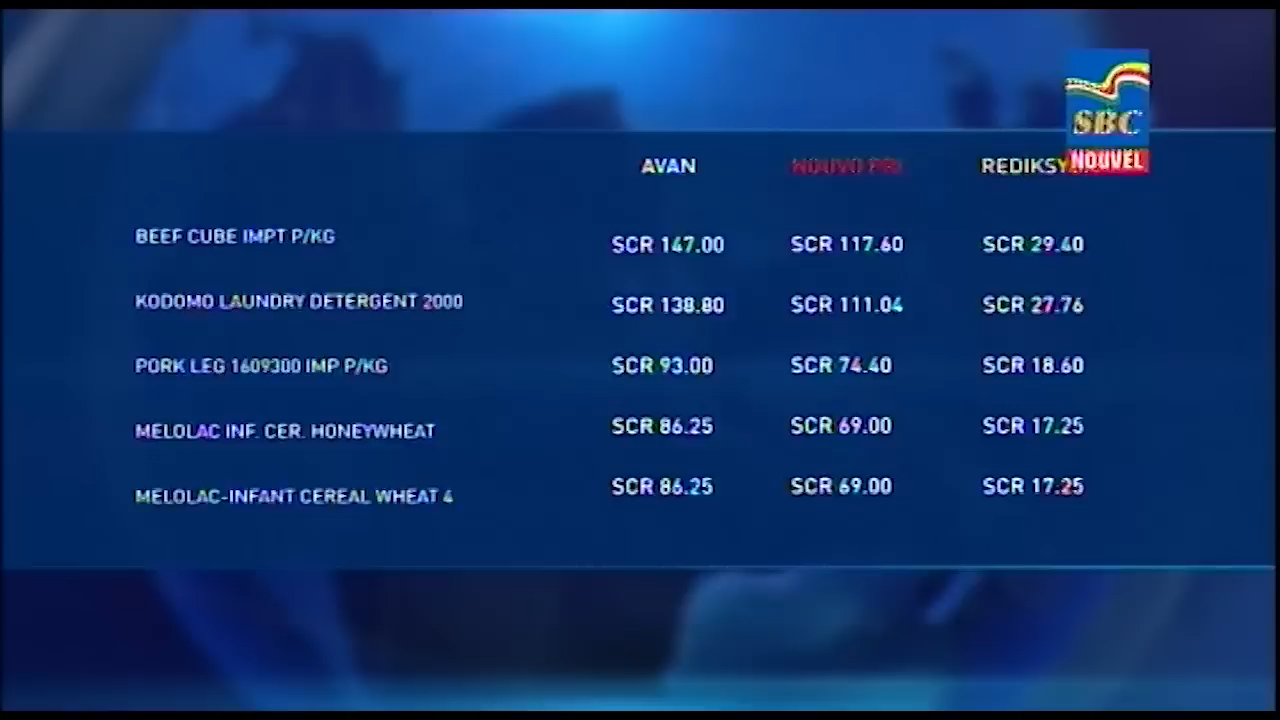 SBC
NOUVEL
AVAN NOUVO PRI
BEEF CUBE IMPT P/KG SCR 147.00 SCR 117.60 SCR 29.40
KODOMO LAUNDRY DETERGENT 2000 SCR 138.80 SCR 111.04 SCR 27.76
PORK LEG 1609300 IMP P/KG SCR 93.00 SCR 74.40 SCR 18.60
MELOLAC INF. CER. HONEYWHEAT SCR 86.25 SCR 69.00 SCR 17.25
MELOLAC-INFANT CEREAL WHEAT 4 SCR 86.25 SCR 69.00 SCR 17.25